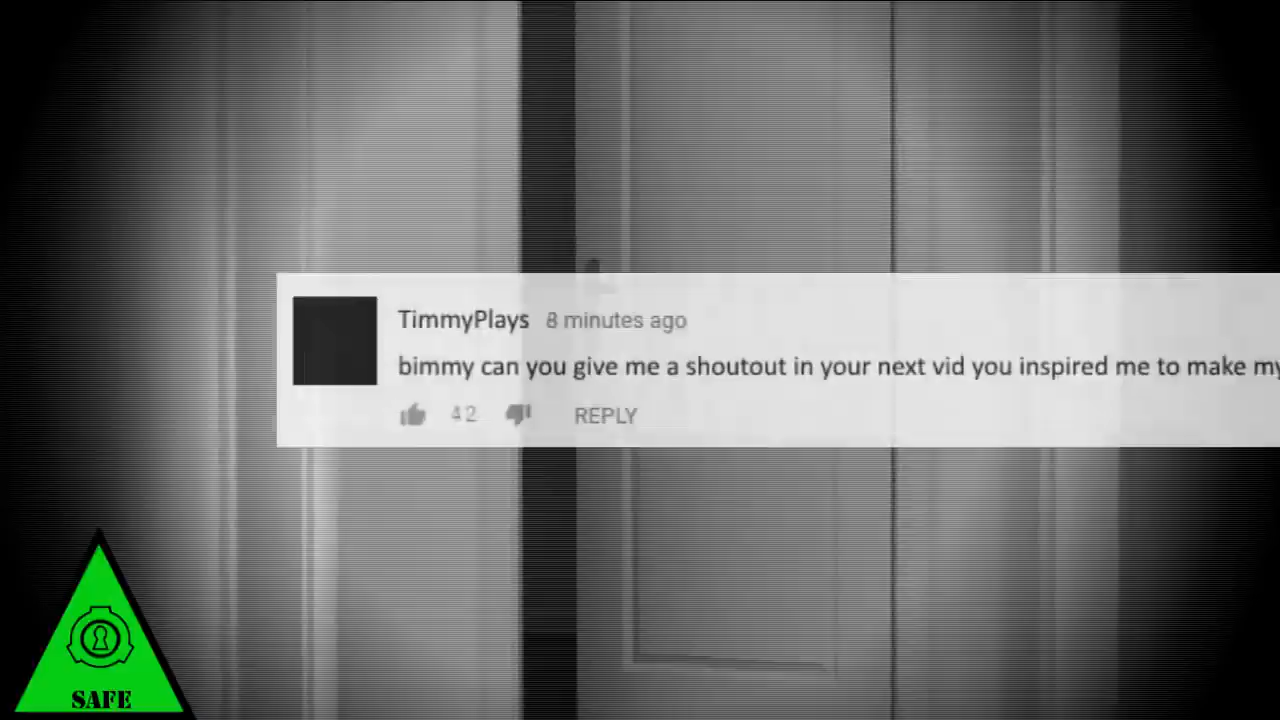 TimmyPlays 8 minutes ago
bimmy can you give me a shoutout in your next vid you inspired me to make my
42 REPLY
SAFE